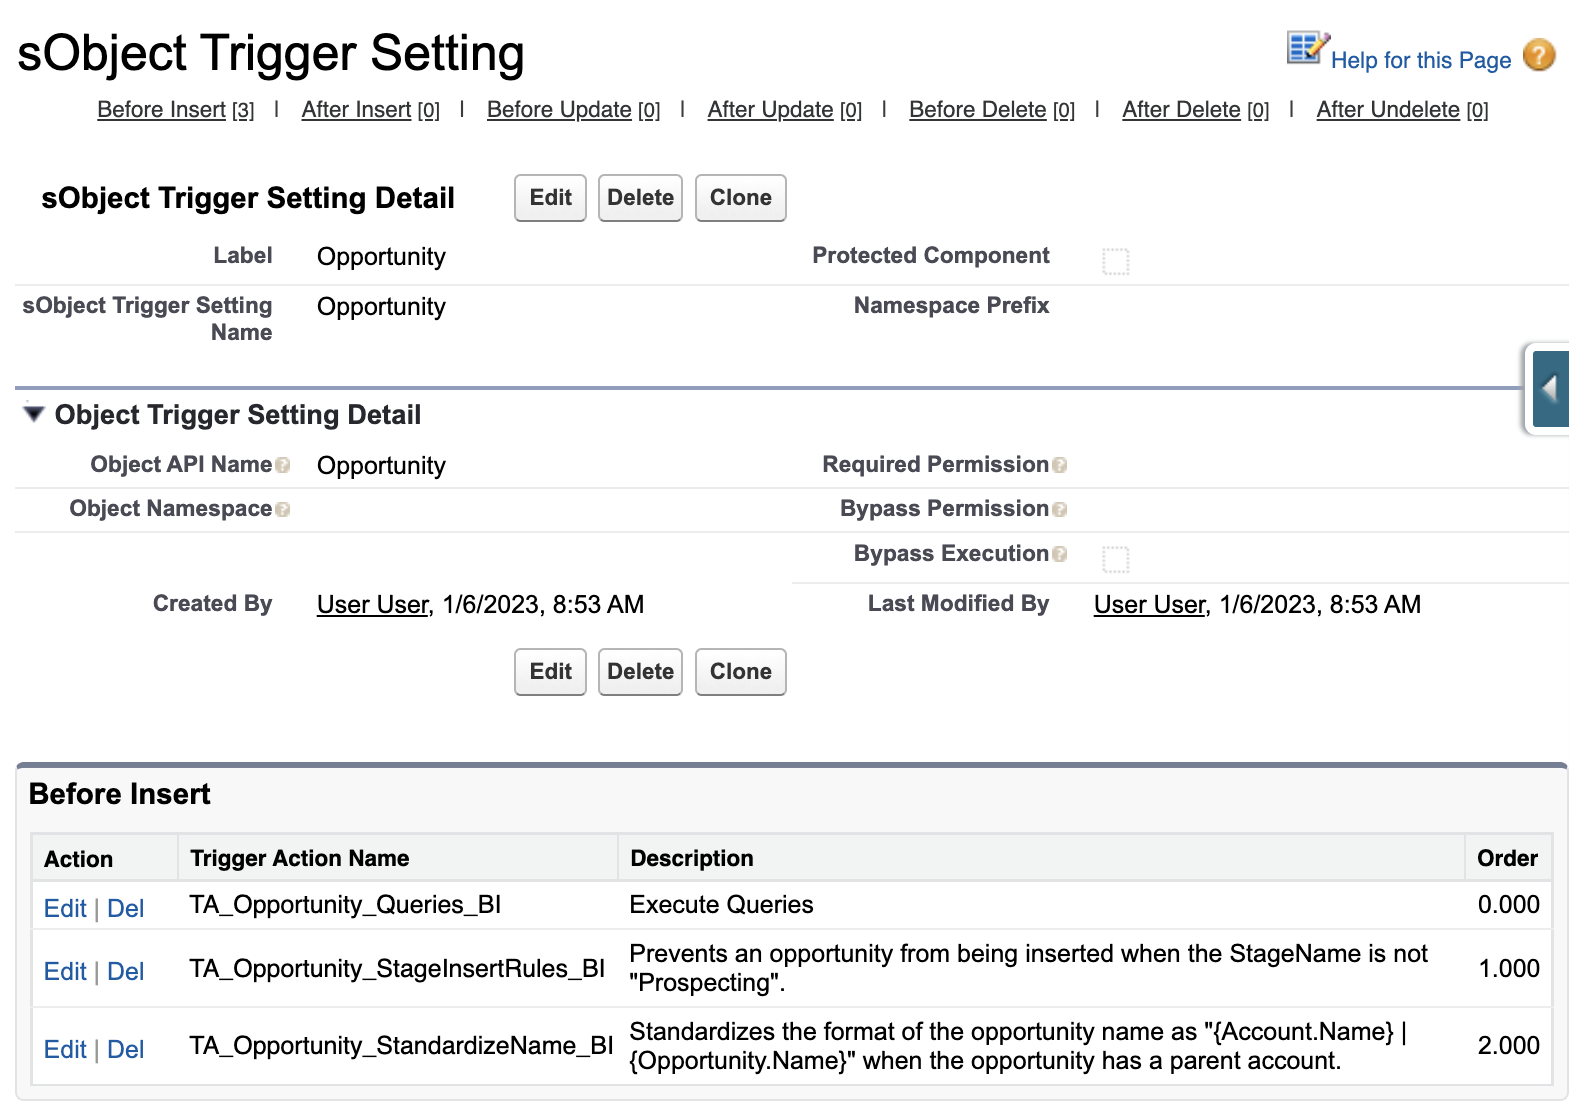 sObject Trigger Setting
Help for this Page ?
Before Insert [3] | After Insert [0] | Before Update [0] | After Update [0] | Before Delete [0] | After Delete [0] | After Undelete [0]
sObject Trigger Setting Detail Edit Delete Clone
Label Opportunity Protected Component
sObject Trigger Setting Name Opportunity Namespace Prefix
Object Trigger Setting Detail
Object API Name ? Opportunity Required Permission ?
Object Namespace ? Bypass Permission ?
Bypass Execution ?
Created By User User, 1/6/2023, 8:53 AM Last Modified By User User, 1/6/2023, 8:53 AM
Edit Delete Clone
Before Insert
Action Trigger Action Name Description Order
Edit | Del TA_Opportunity_Queries_BI Execute Queries 0.000
Edit | Del TA_Opportunity_StageInsertRules_BI Prevents an opportunity from being inserted when the StageName is not
"Prospecting". 1.000
Edit | Del TA_Opportunity_StandardizeName_BI Standardizes the format of the opportunity name as "{Account.Name} |
{Opportunity.Name}" when the opportunity has a parent account. 2.000